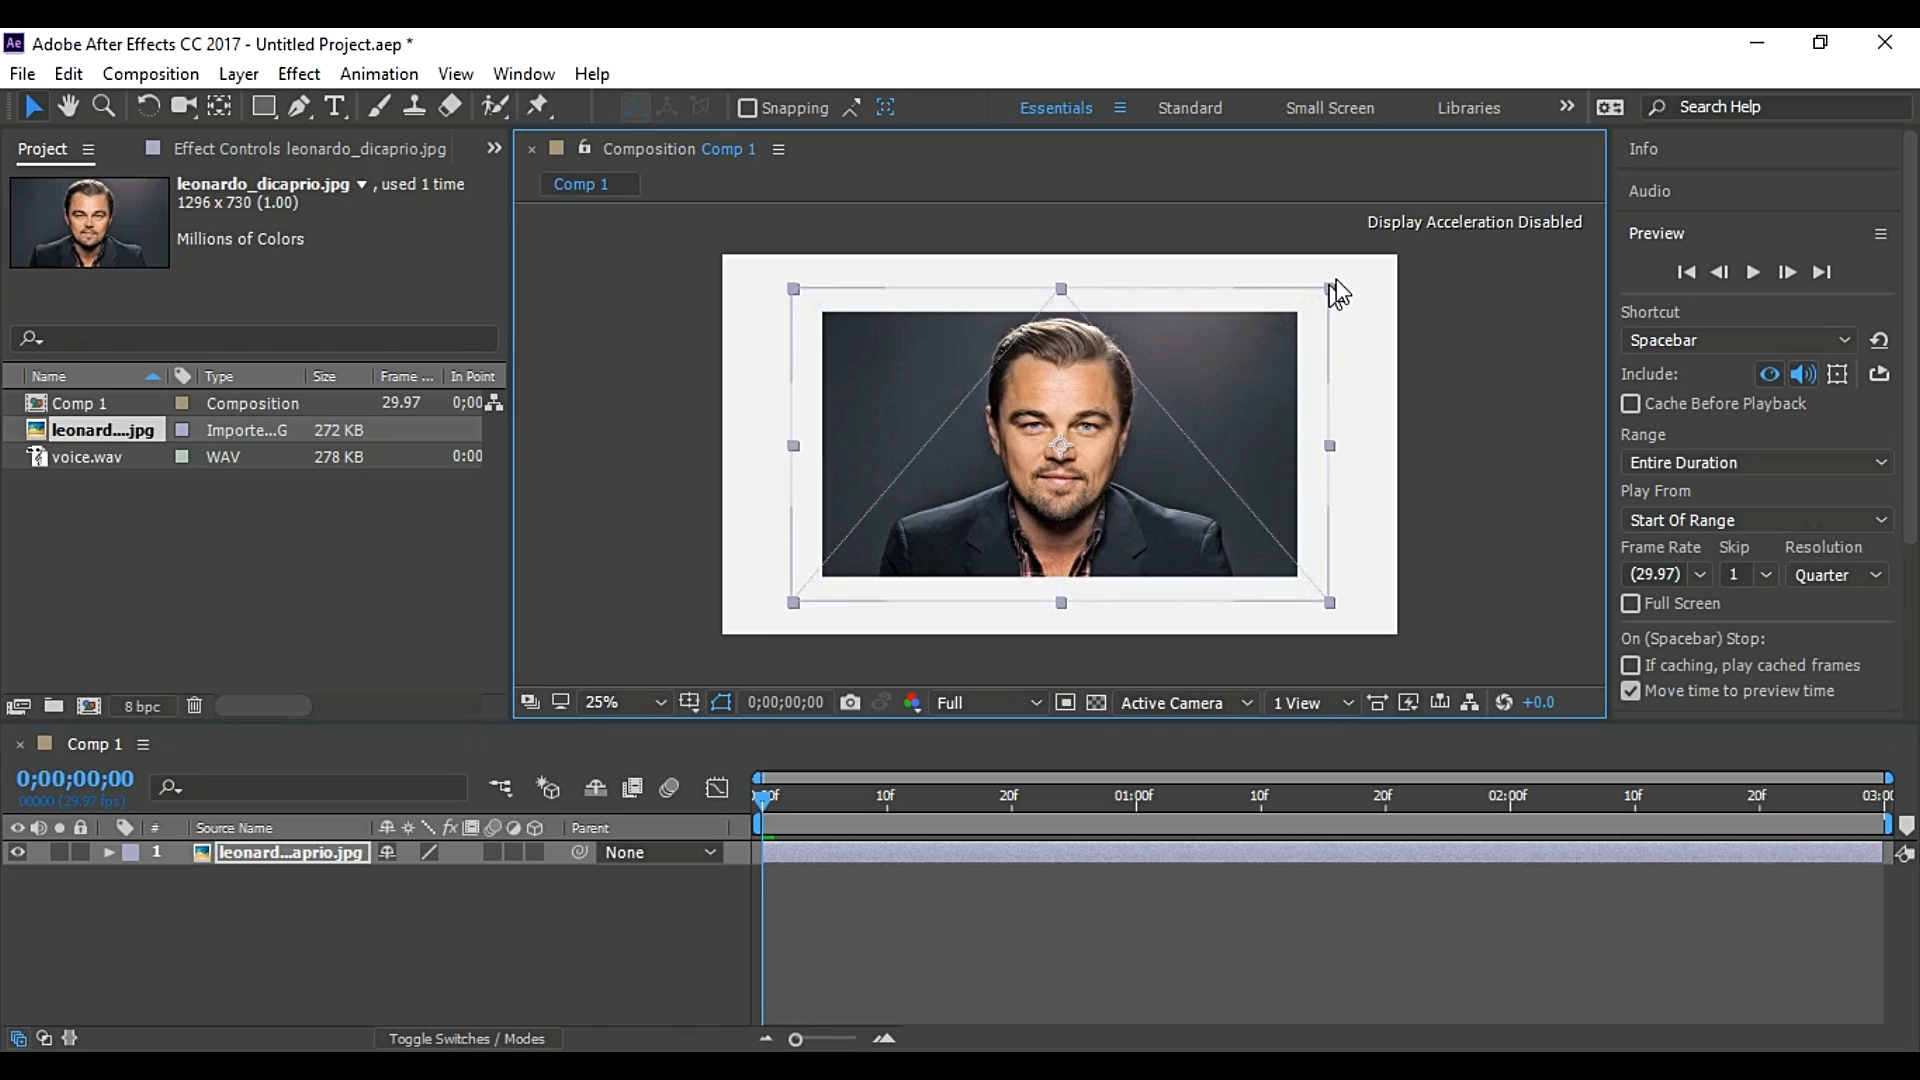 Ae Adobe After Effects CC 2017 - Untitled Project.aep *
File Edit Composition Layer Effect Animation View Window Help
Snapping Essentials Standard Small Screen Libraries Search Help
Project Effect Controls leonardo_dicaprio.jpg
leonardo_dicaprio.jpg , used 1 time
1296 x 730 (1.00)
Millions of Colors
Name Type Size Frame ... In Point
Comp 1 Composition 29.97 0;00
leonard....jpg Importe...G 272 KB
voice.wav WAV 278 KB 0:00
8 bpc
Composition Comp 1
Comp 1
Display Acceleration Disabled
25% 0;00;00;00 Full Active Camera 1 View +0.0
Info
Audio
Preview
Shortcut
Spacebar
Include:
Cache Before Playback
Range
Entire Duration
Play From
Start Of Range
Frame Rate Skip Resolution
(29.97) 1 Quarter
Full Screen
On (Spacebar) Stop:
If caching, play cached frames
Move time to preview time
Comp 1
0;00;00;00
00000 (29.97 fps)
10f 20f 01:00f 10f 20f 02:00f 10f 20f
# Source Name fx Parent
1 leonard...aprio.jpg None
Toggle Switches / Modes